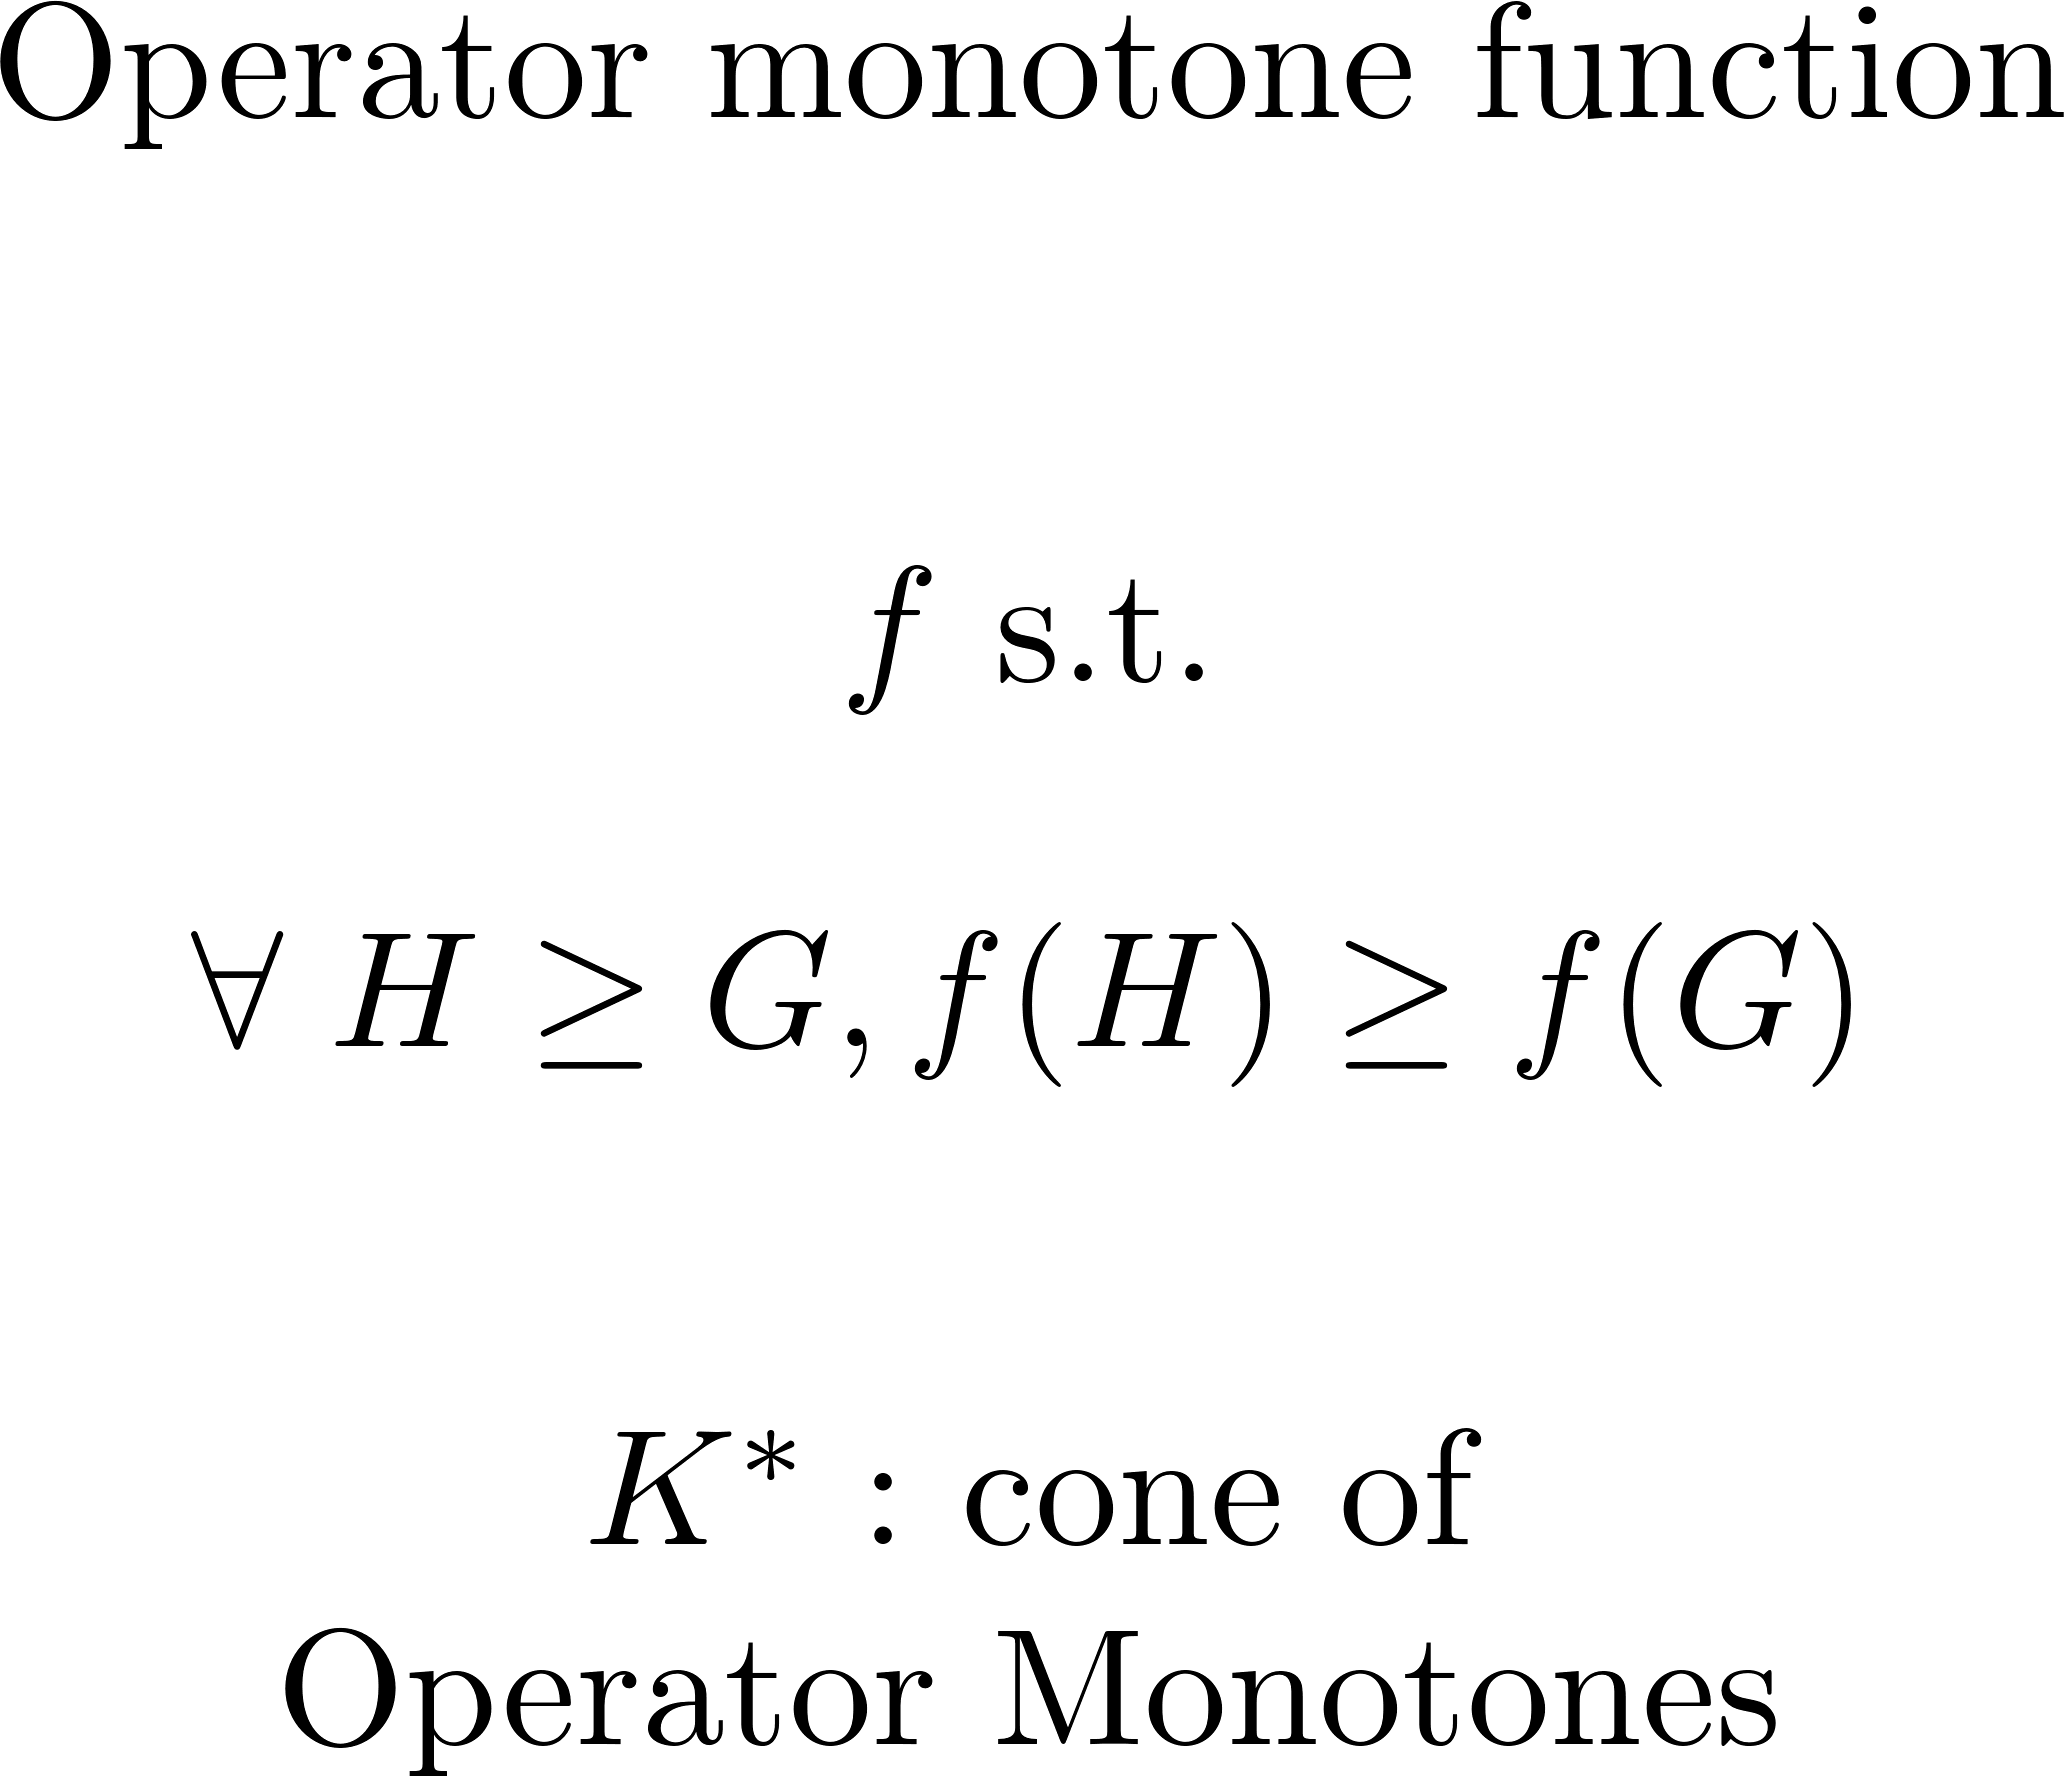 Operator monotone function
f s.t.
∀ H ≥ G, f(H) ≥ f(G)
K* : cone of
Operator Monotones